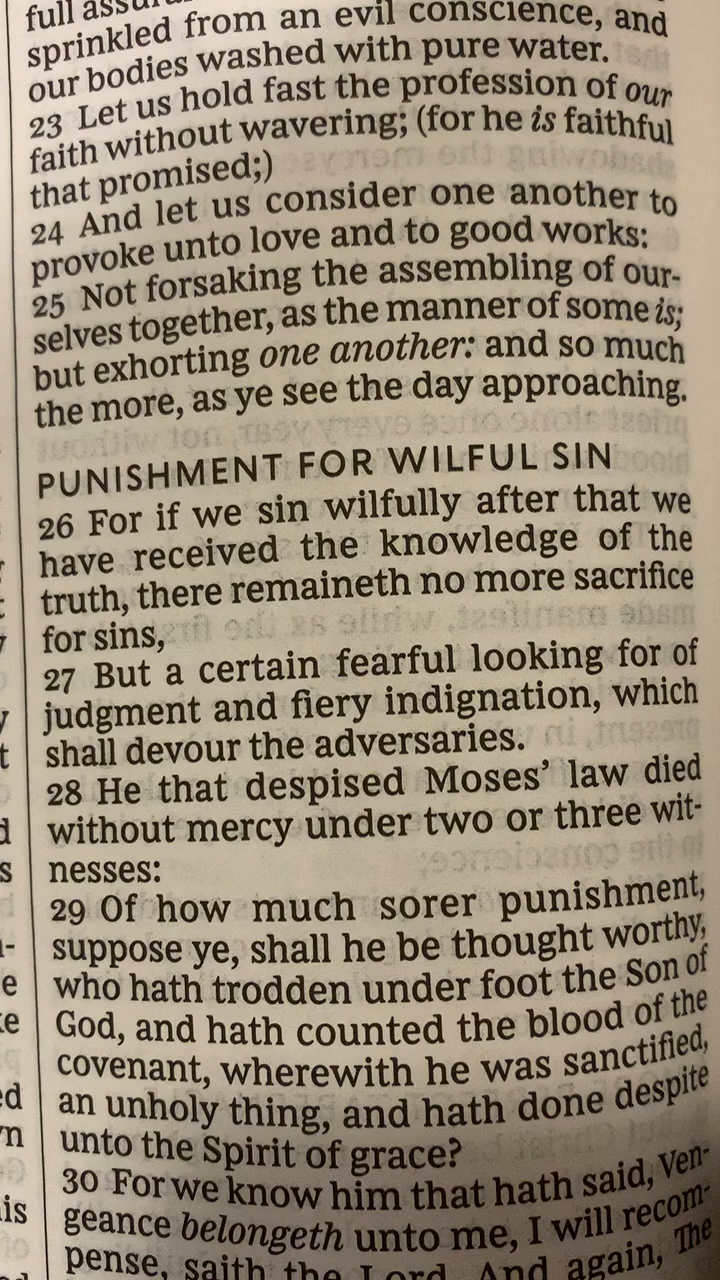 full
sprinkled from an evil conscience, and
our bodies washed with pure water.
23 Let us hold fast the profession of our
faith without wavering; (for he is faithful
that promised;)
24 And let us consider one another to
provoke unto love and to good works:
25 Not forsaking the assembling of our-
selves together, as the manner of some is;
but exhorting one another: and so much
the more, as ye see the day approaching.
PUNISHMENT FOR WILFUL SIN
26 For if we sin wilfully after that we
have received the knowledge of the
truth, there remaineth no more sacrifice
for sins,
27 But a certain fearful looking for of
judgment and fiery indignation, which
shall devour the adversaries.
28 He that despised Moses' law died
without mercy under two or three wit-
nesses:
29 Of how much sorer punishment,
suppose ye, shall he be thought worthy,
who hath trodden under foot the Son of
God, and hath counted the blood of the
covenant, wherewith he was sanctified,
an unholy thing, and hath done despite
unto the Spirit of grace?
30 For we know him that hath said, Ven-
geance belongeth unto me, I will recom-
pense, saith the Lord. And again, The